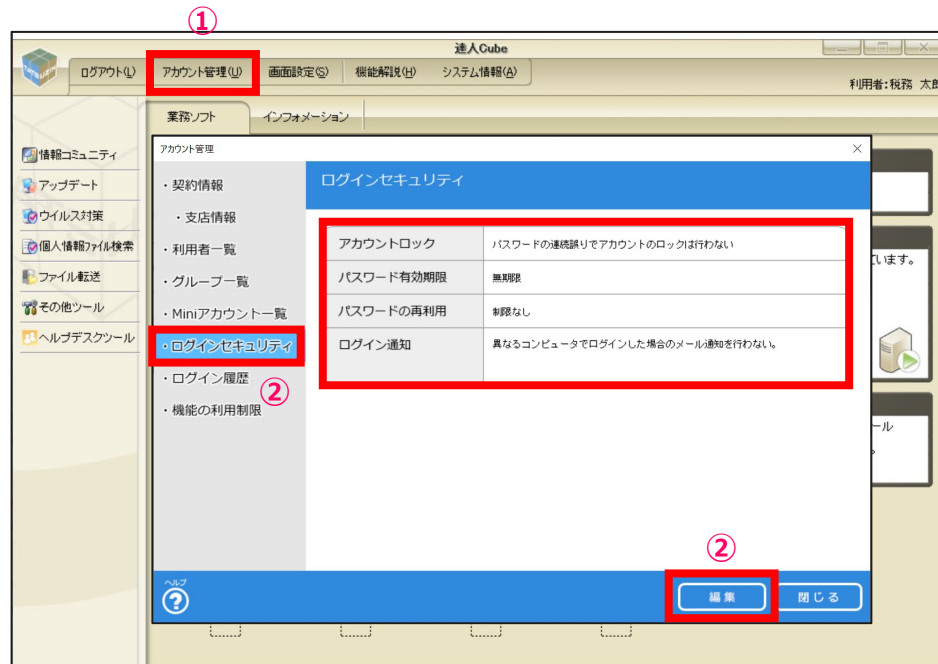 ①
達人Cube
ログアウト(L)
アカウント管理(U)
画面設定(S)
機能解説(H)
システム情報(A)
利用者:税務 太郎
業務ソフト
インフォメーション
情報コミュニティ
アップデート
ウイルス対策
個人情報ファイル検索
ファイル転送
その他ツール
ヘルプデスクツール
アカウント管理
・契約情報
・支店情報
・利用者一覧
・グループ一覧
・Miniアカウント一覧
・ログインセキュリティ
・ログイン履歴
・機能の利用制限
②
ログインセキュリティ
アカウントロック
パスワードの連続誤りでアカウントのロックは行わない
パスワード有効期限
無期限
パスワードの再利用
制限なし
ログイン通知
異なるコンピュータでログインした場合のメール通知を行わない。
ています。
ール
②
ヘルプ
編集
閉じる